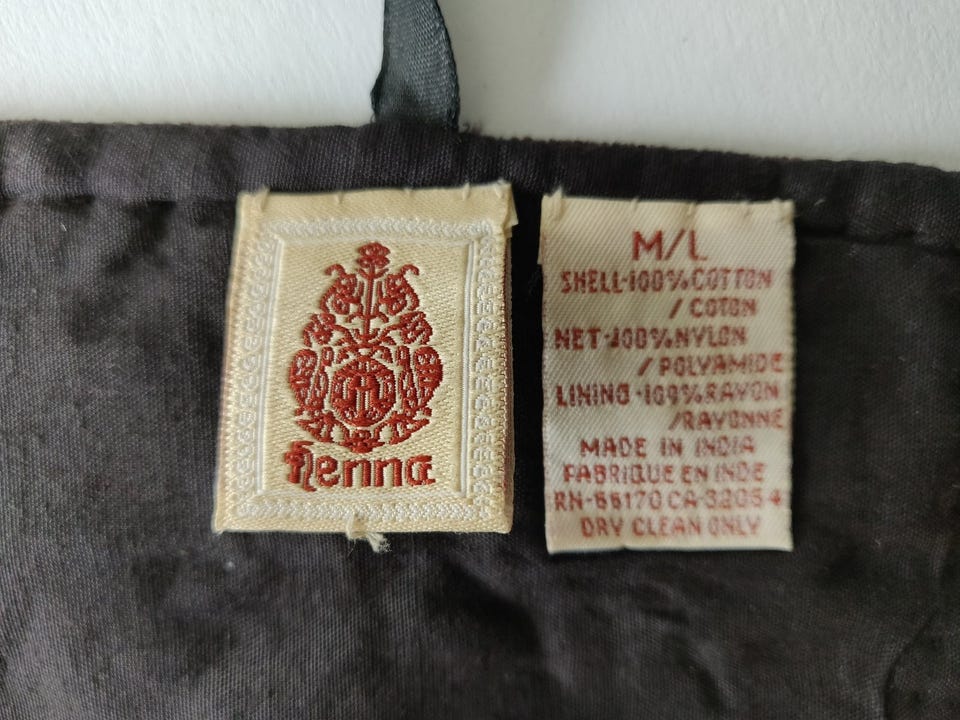 Henna
M/L
SHELL-100% COTTON
/ COTON
NET-100% NYLON
/ POLYAMIDE
LINING -100% RAYON
/RAYONNE
MADE IN INDIA
FABRIQUE EN INDE
RN-66170 CA-32054
DRY CLEAN ONLY